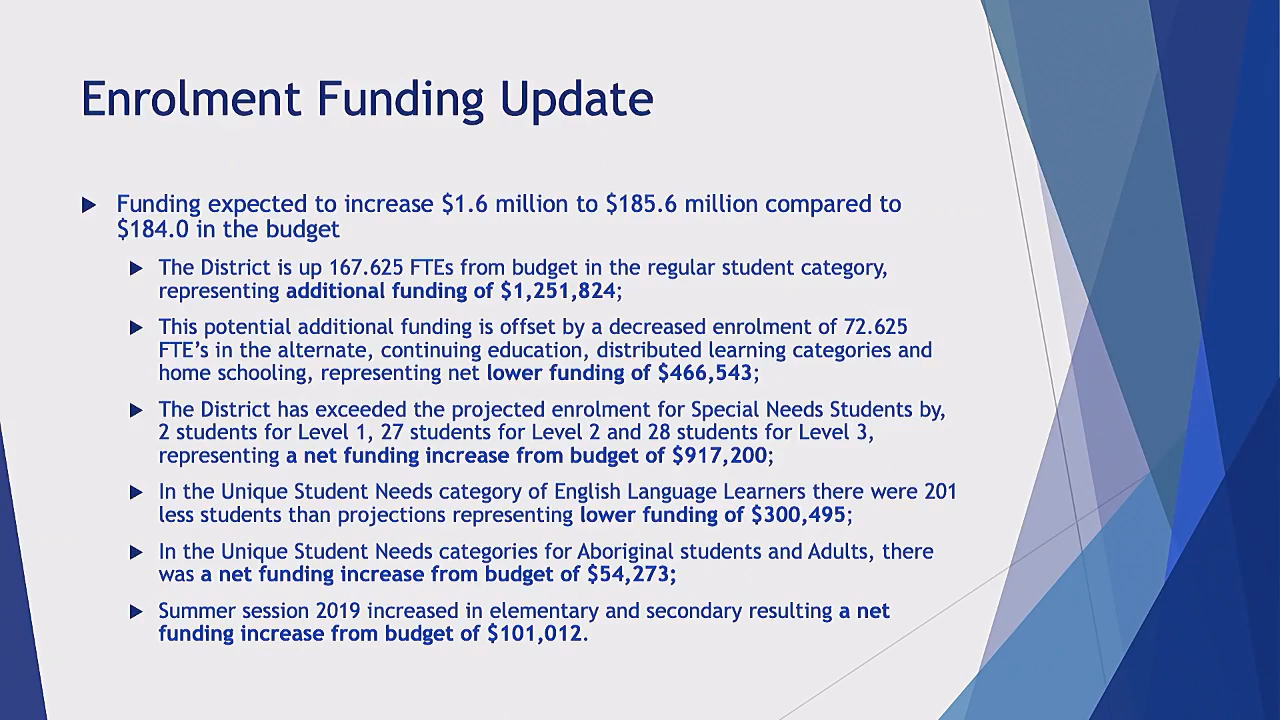 Enrolment Funding Update
Funding expected to increase $1.6 million to $185.6 million compared to
$184.0 in the budget
The District is up 167.625 FTEs from budget in the regular student category,
representing additional funding of $1,251,824;
This potential additional funding is offset by a decreased enrolment of 72.625
FTE’s in the alternate, continuing education, distributed learning categories and
home schooling, representing net lower funding of $466,543;
The District has exceeded the projected enrolment for Special Needs Students by,
2 students for Level 1, 27 students for Level 2 and 28 students for Level 3,
representing a net funding increase from budget of $917,200;
In the Unique Student Needs category of English Language Learners there were 201
less students than projections representing lower funding of $300,495;
In the Unique Student Needs categories for Aboriginal students and Adults, there
was a net funding increase from budget of $54,273;
Summer session 2019 increased in elementary and secondary resulting a net
funding increase from budget of $101,012.